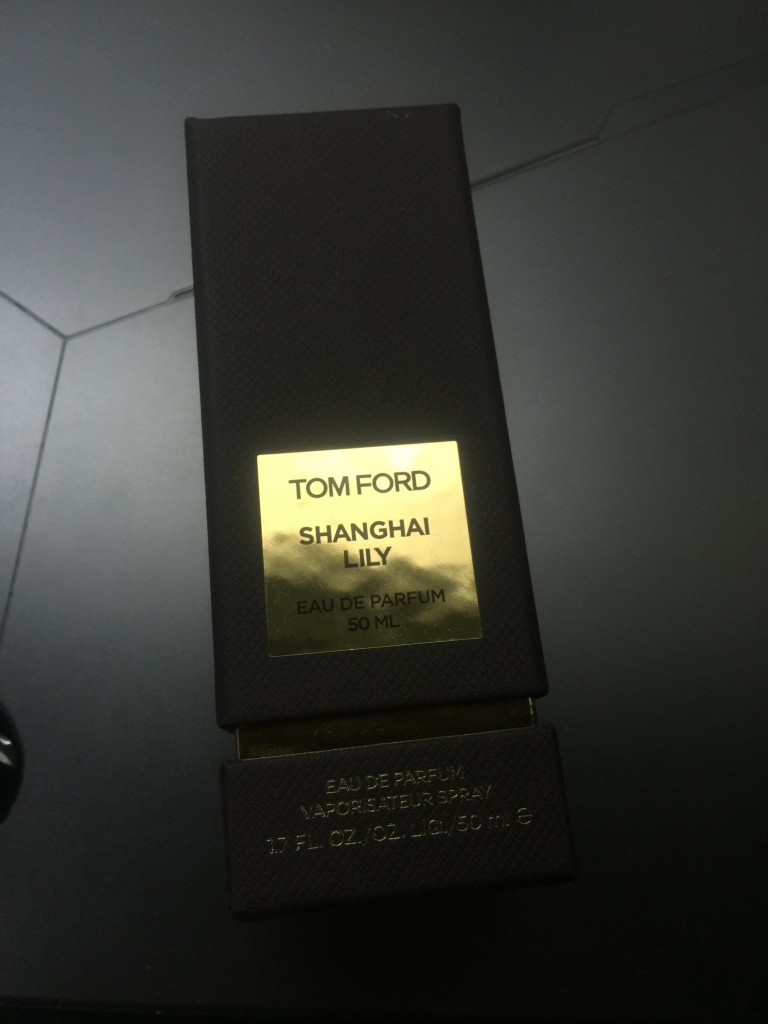 TOM FORD
SHANGHAI
LILY
EAU DE PARFUM
50 ML
EAU DE PARFUM
VAPORISATEUR SPRAY
1.7 FL. OZ./OZ. LIQ./50 ml ℮